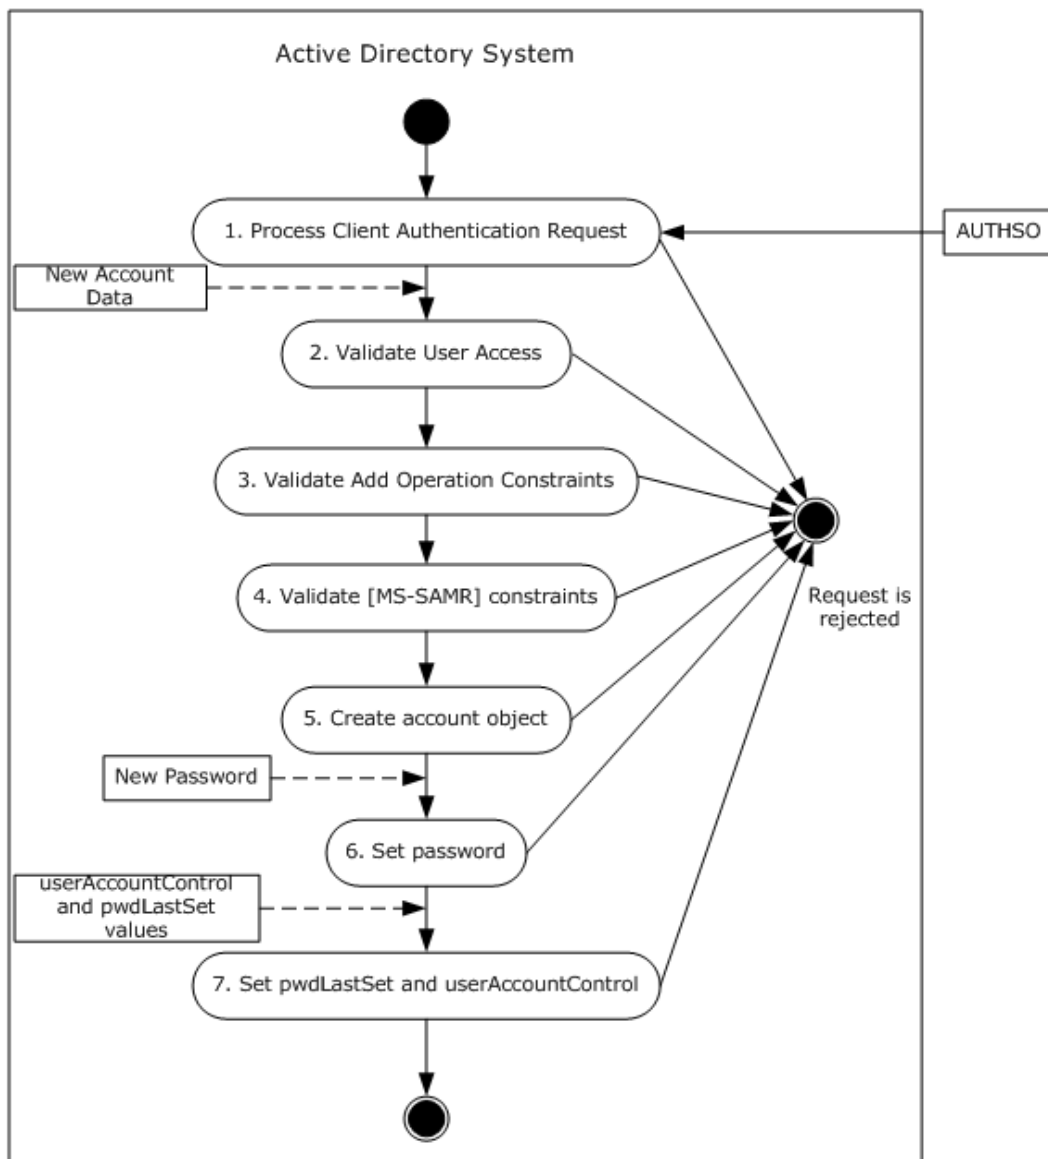 Active Directory System
1. Process Client Authentication Request
AUTHSO
New Account
Data
2. Validate User Access
3. Validate Add Operation Constraints
4. Validate [MS-SAMR] constraints
Request is
rejected
5. Create account object
New Password
6. Set password
userAccountControl
and pwdLastSet
values
7. Set pwdLastSet and userAccountControl